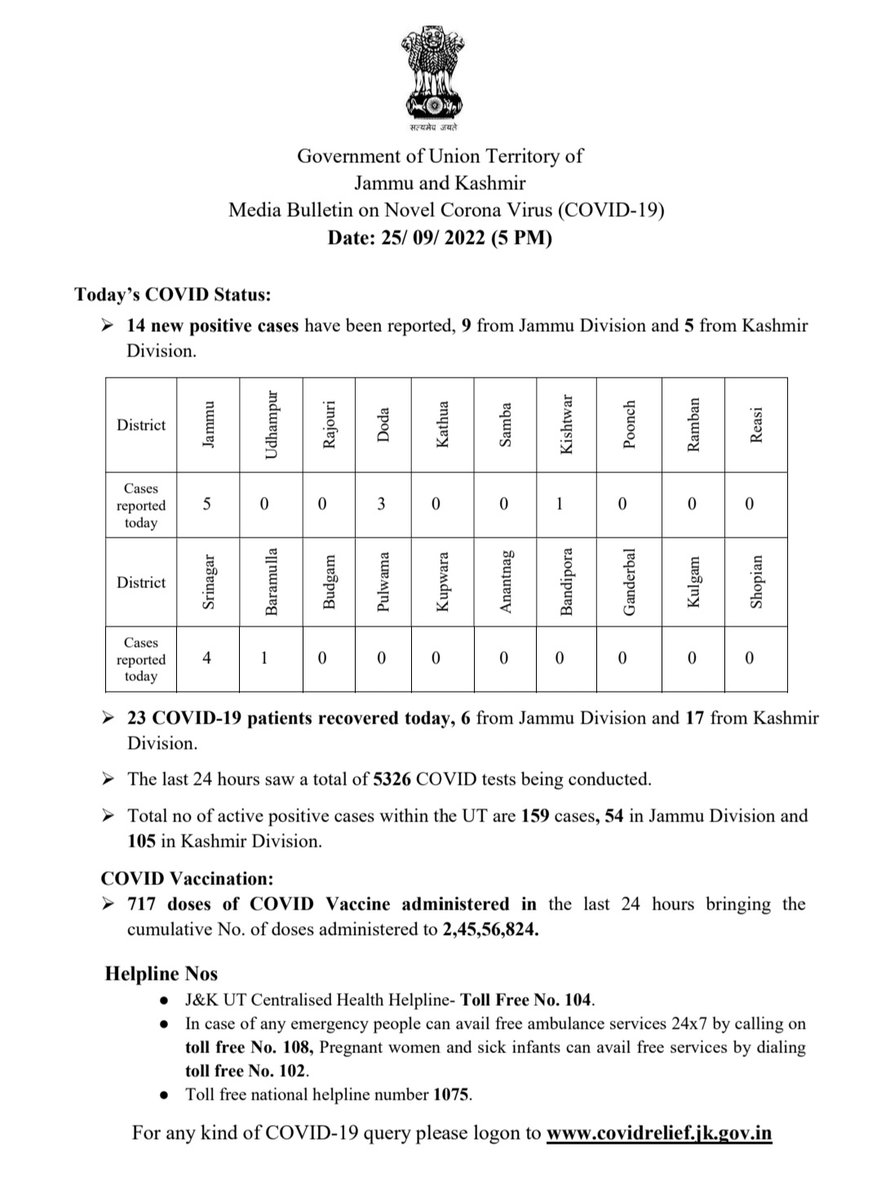 सत्यमेव जयते
Government of Union Territory of
Jammu and Kashmir
Media Bulletin on Novel Corona Virus (COVID-19)
Date: 25/ 09/ 2022 (5 PM)
Today’s COVID Status:
➢ 14 new positive cases have been reported, 9 from Jammu Division and 5 from Kashmir
Division.
District Jammu Udhampur Rajouri Doda Kathua Samba Kishtwar Poonch Ramban Reasi
Cases
reported
today
5 0 0 3 0 0 1 0 0 0
District Srinagar Baramulla Budgam Pulwama Kupwara Anantnag Bandipora Ganderbal Kulgam Shopian
Cases
reported
today
4 1 0 0 0 0 0 0 0 0
➢ 23 COVID-19 patients recovered today, 6 from Jammu Division and 17 from Kashmir
Division.
➢ The last 24 hours saw a total of 5326 COVID tests being conducted.
➢ Total no of active positive cases within the UT are 159 cases, 54 in Jammu Division and
105 in Kashmir Division.
COVID Vaccination:
➢ 717 doses of COVID Vaccine administered in the last 24 hours bringing the
cumulative No. of doses administered to 2,45,56,824.
Helpline Nos
● J&K UT Centralised Health Helpline- Toll Free No. 104.
● In case of any emergency people can avail free ambulance services 24x7 by calling on
toll free No. 108, Pregnant women and sick infants can avail free services by dialing
toll free No. 102.
● Toll free national helpline number 1075.
For any kind of COVID-19 query please logon to www.covidrelief.jk.gov.in